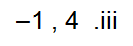 –1 , 4  .iii